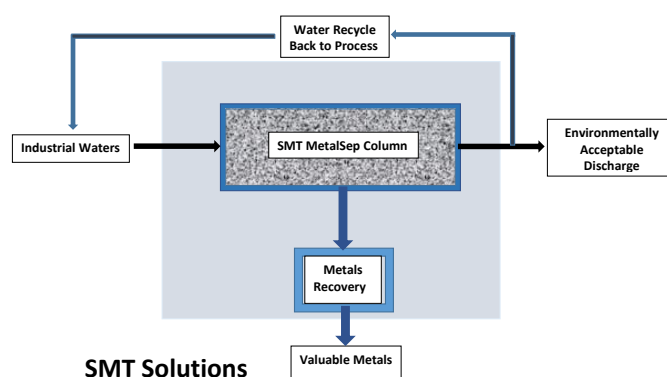 Water Recycle
Back to Process
Industrial Waters
SMT MetalSep Column
Environmentally
Acceptable
Discharge
Metals
Recovery
SMT Solutions
Valuable Metals